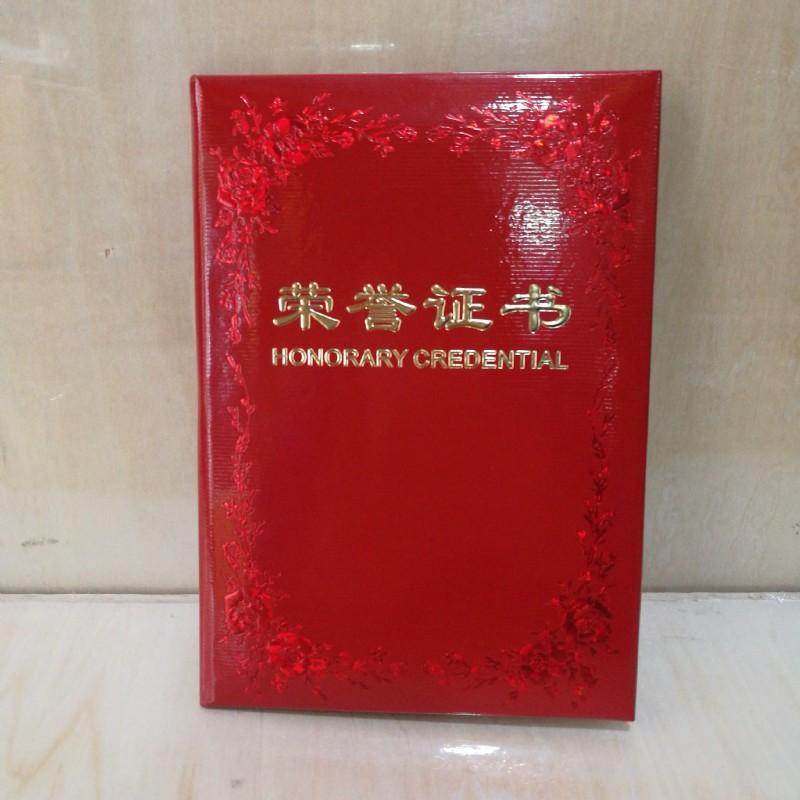 荣誉证书
HONORARY CREDENTIAL